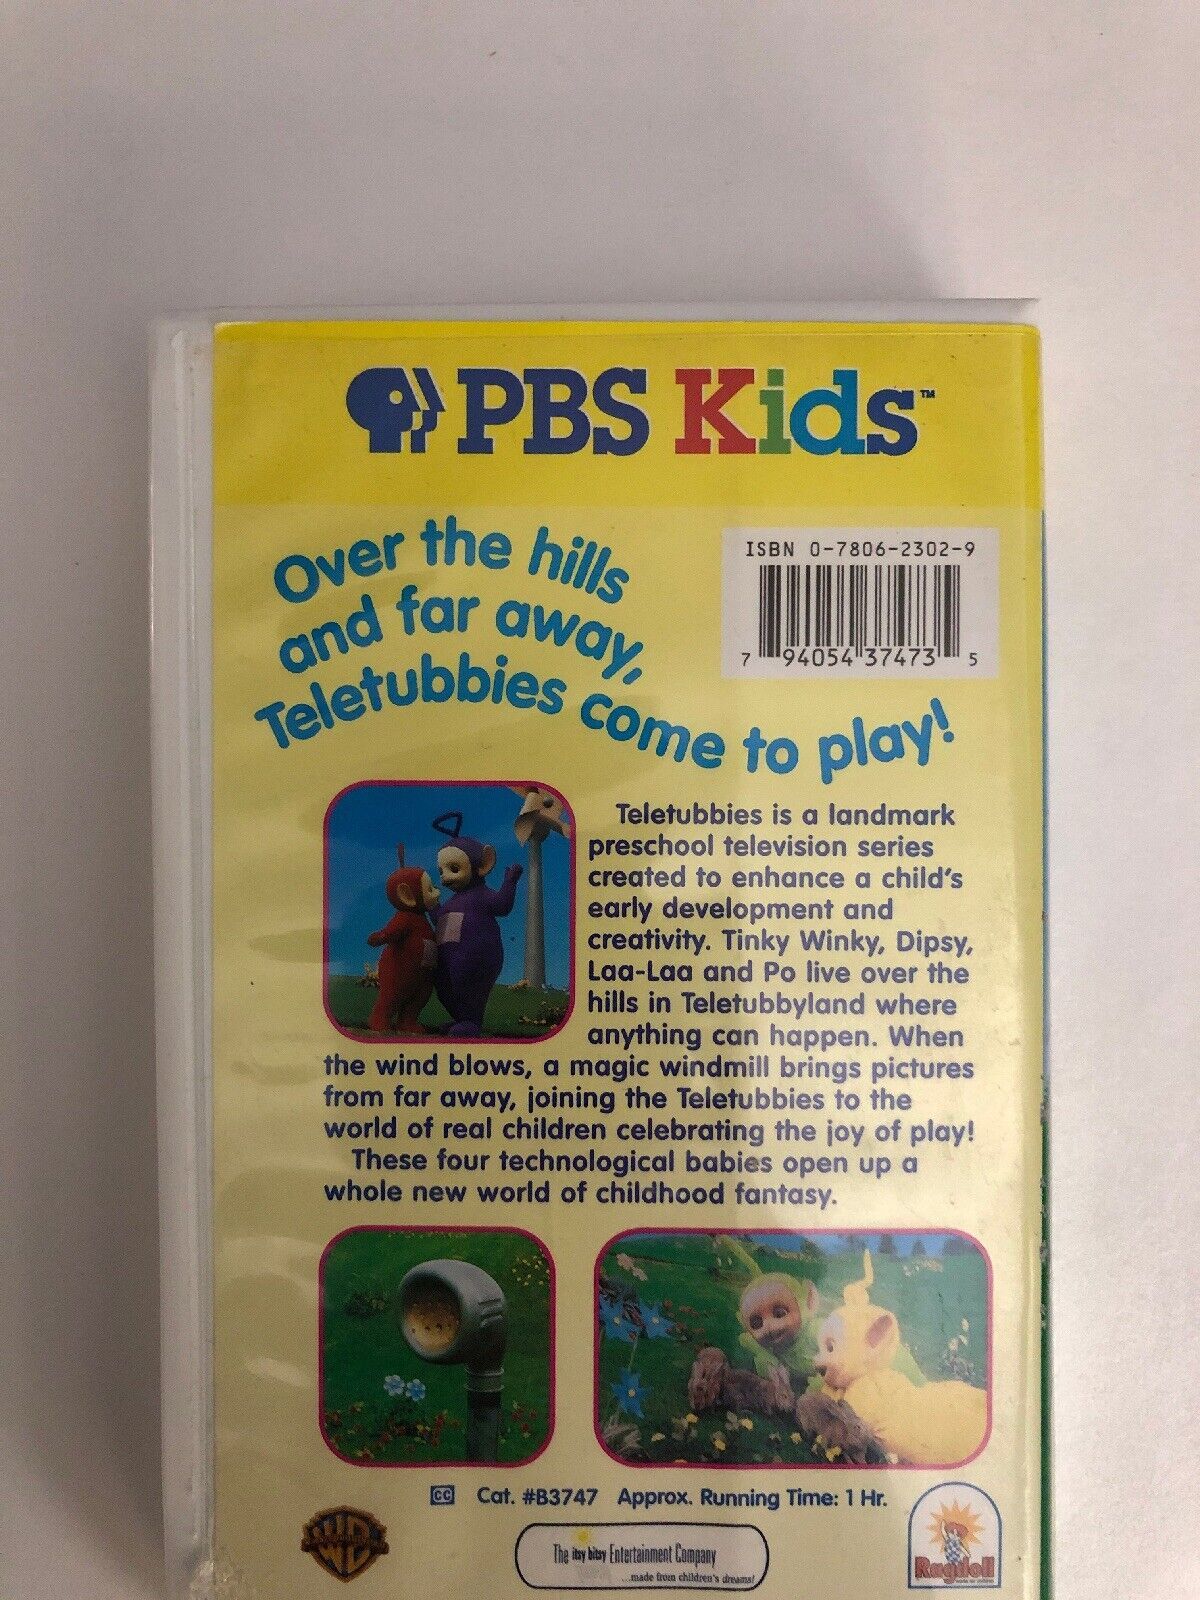 PBS Kids™
Over the hills
and far away,
Teletubbies come to play!
ISBN 0-7806-2302-9
7 94054 37473 5
Teletubbies is a landmark
preschool television series
created to enhance a child's
early development and
creativity. Tinky Winky, Dipsy,
Laa-Laa and Po live over the
hills in Teletubbyland where
anything can happen. When
the wind blows, a magic windmill brings pictures
from far away, joining the Teletubbies to the
world of real children celebrating the joy of play!
These four technological babies open up a
whole new world of childhood fantasy.
CC Cat. #B3747 Approx. Running Time: 1 Hr.
WB
The itsy bitsy Entertainment Company
...made from children's dreams!
Ragdoll